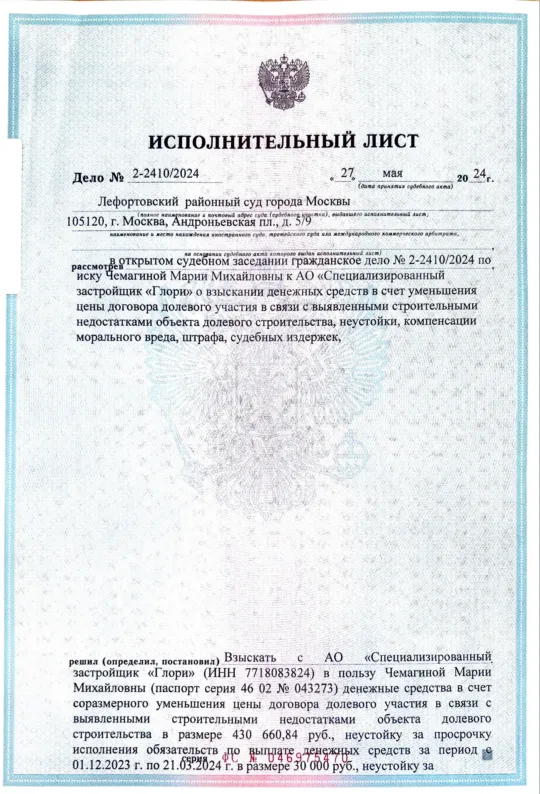 ИСПОЛНИТЕЛЬНЫЙ ЛИСТ
Дело № 2-2410/2024 « 27 » мая 20 24 г.
(дата принятия судебного акта)
Лефортовский районный суд города Москвы
(полное наименование и почтовый адрес суда (судебного участка), выдавшего исполнительный лист;
105120, г. Москва, Андроньевская пл., д. 5/9
наименование и место нахождения иностранного суда, третейского суда или международного коммерческого арбитража,
на основании судебного акта которого выдан исполнительный лист)
рассмотрев в открытом судебном заседании гражданское дело № 2-2410/2024 по
иску Чемагиной Марии Михайловны к АО «Специализированный
застройщик «Глори» о взыскании денежных средств в счет уменьшения
цены договора долевого участия в связи с выявленными строительными
недостатками объекта долевого строительства, неустойки, компенсации
морального вреда, штрафа, судебных издержек,
решил (определил, постановил) Взыскать с АО «Специализированный
застройщик «Глори» (ИНН 7718083824) в пользу Чемагиной Марии
Михайловны (паспорт серия 46 02 № 043273) денежные средства в счет
соразмерного уменьшения цены договора долевого участия в связи с
выявленными строительными недостатками объекта долевого
строительства в размере 430 660,84 руб., неустойку за просрочку
исполнения обязательств по выплате денежных средств за период с
серия ФС № 046975470
01.12.2023 г. по 21.03.2024 г. в размере 30 000 руб., неустойку за